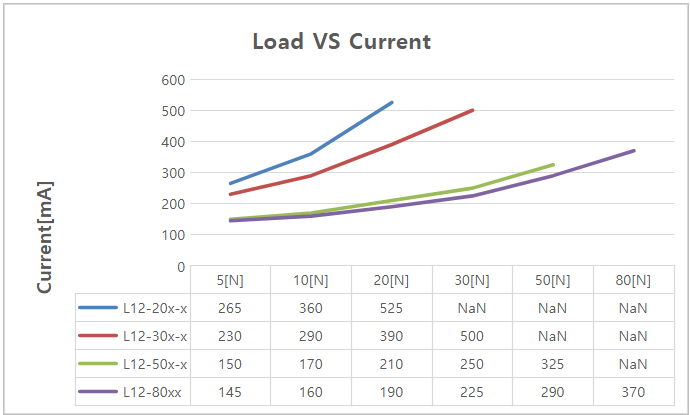 Load VS Current
Current[mA]
600
500
400
300
200
100
0
5[N] 10[N] 20[N] 30[N] 50[N] 80[N]
L12-20x-x 265 360 525 NaN NaN NaN
L12-30x-x 230 290 390 500 NaN NaN
L12-50x-x 150 170 210 250 325 NaN
L12-80xx 145 160 190 225 290 370